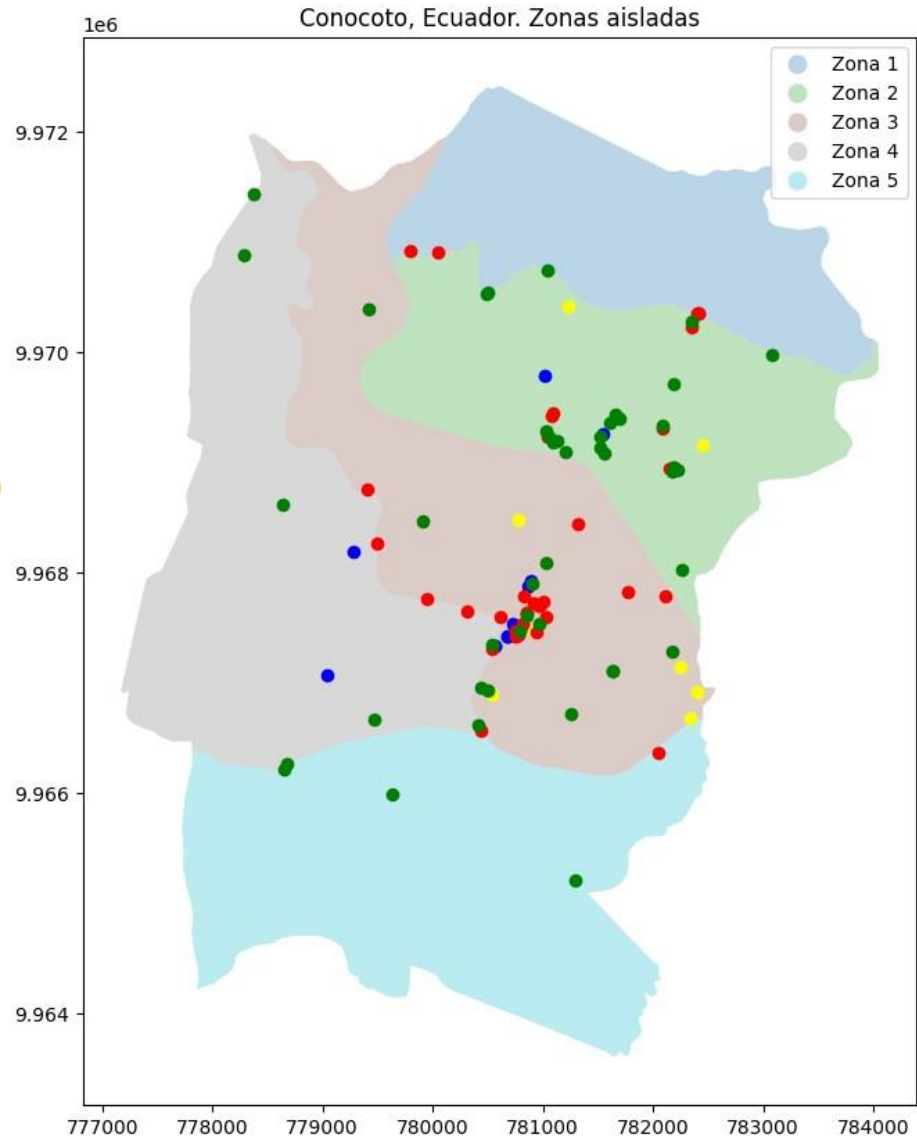 Conocoto, Ecuador. Zonas aisladas
1e6
Zona 1
Zona 2
Zona 3
Zona 4
Zona 5
9.972
9.970
9.968
9.966
9.964
777000 778000 779000 780000 781000 782000 783000 784000